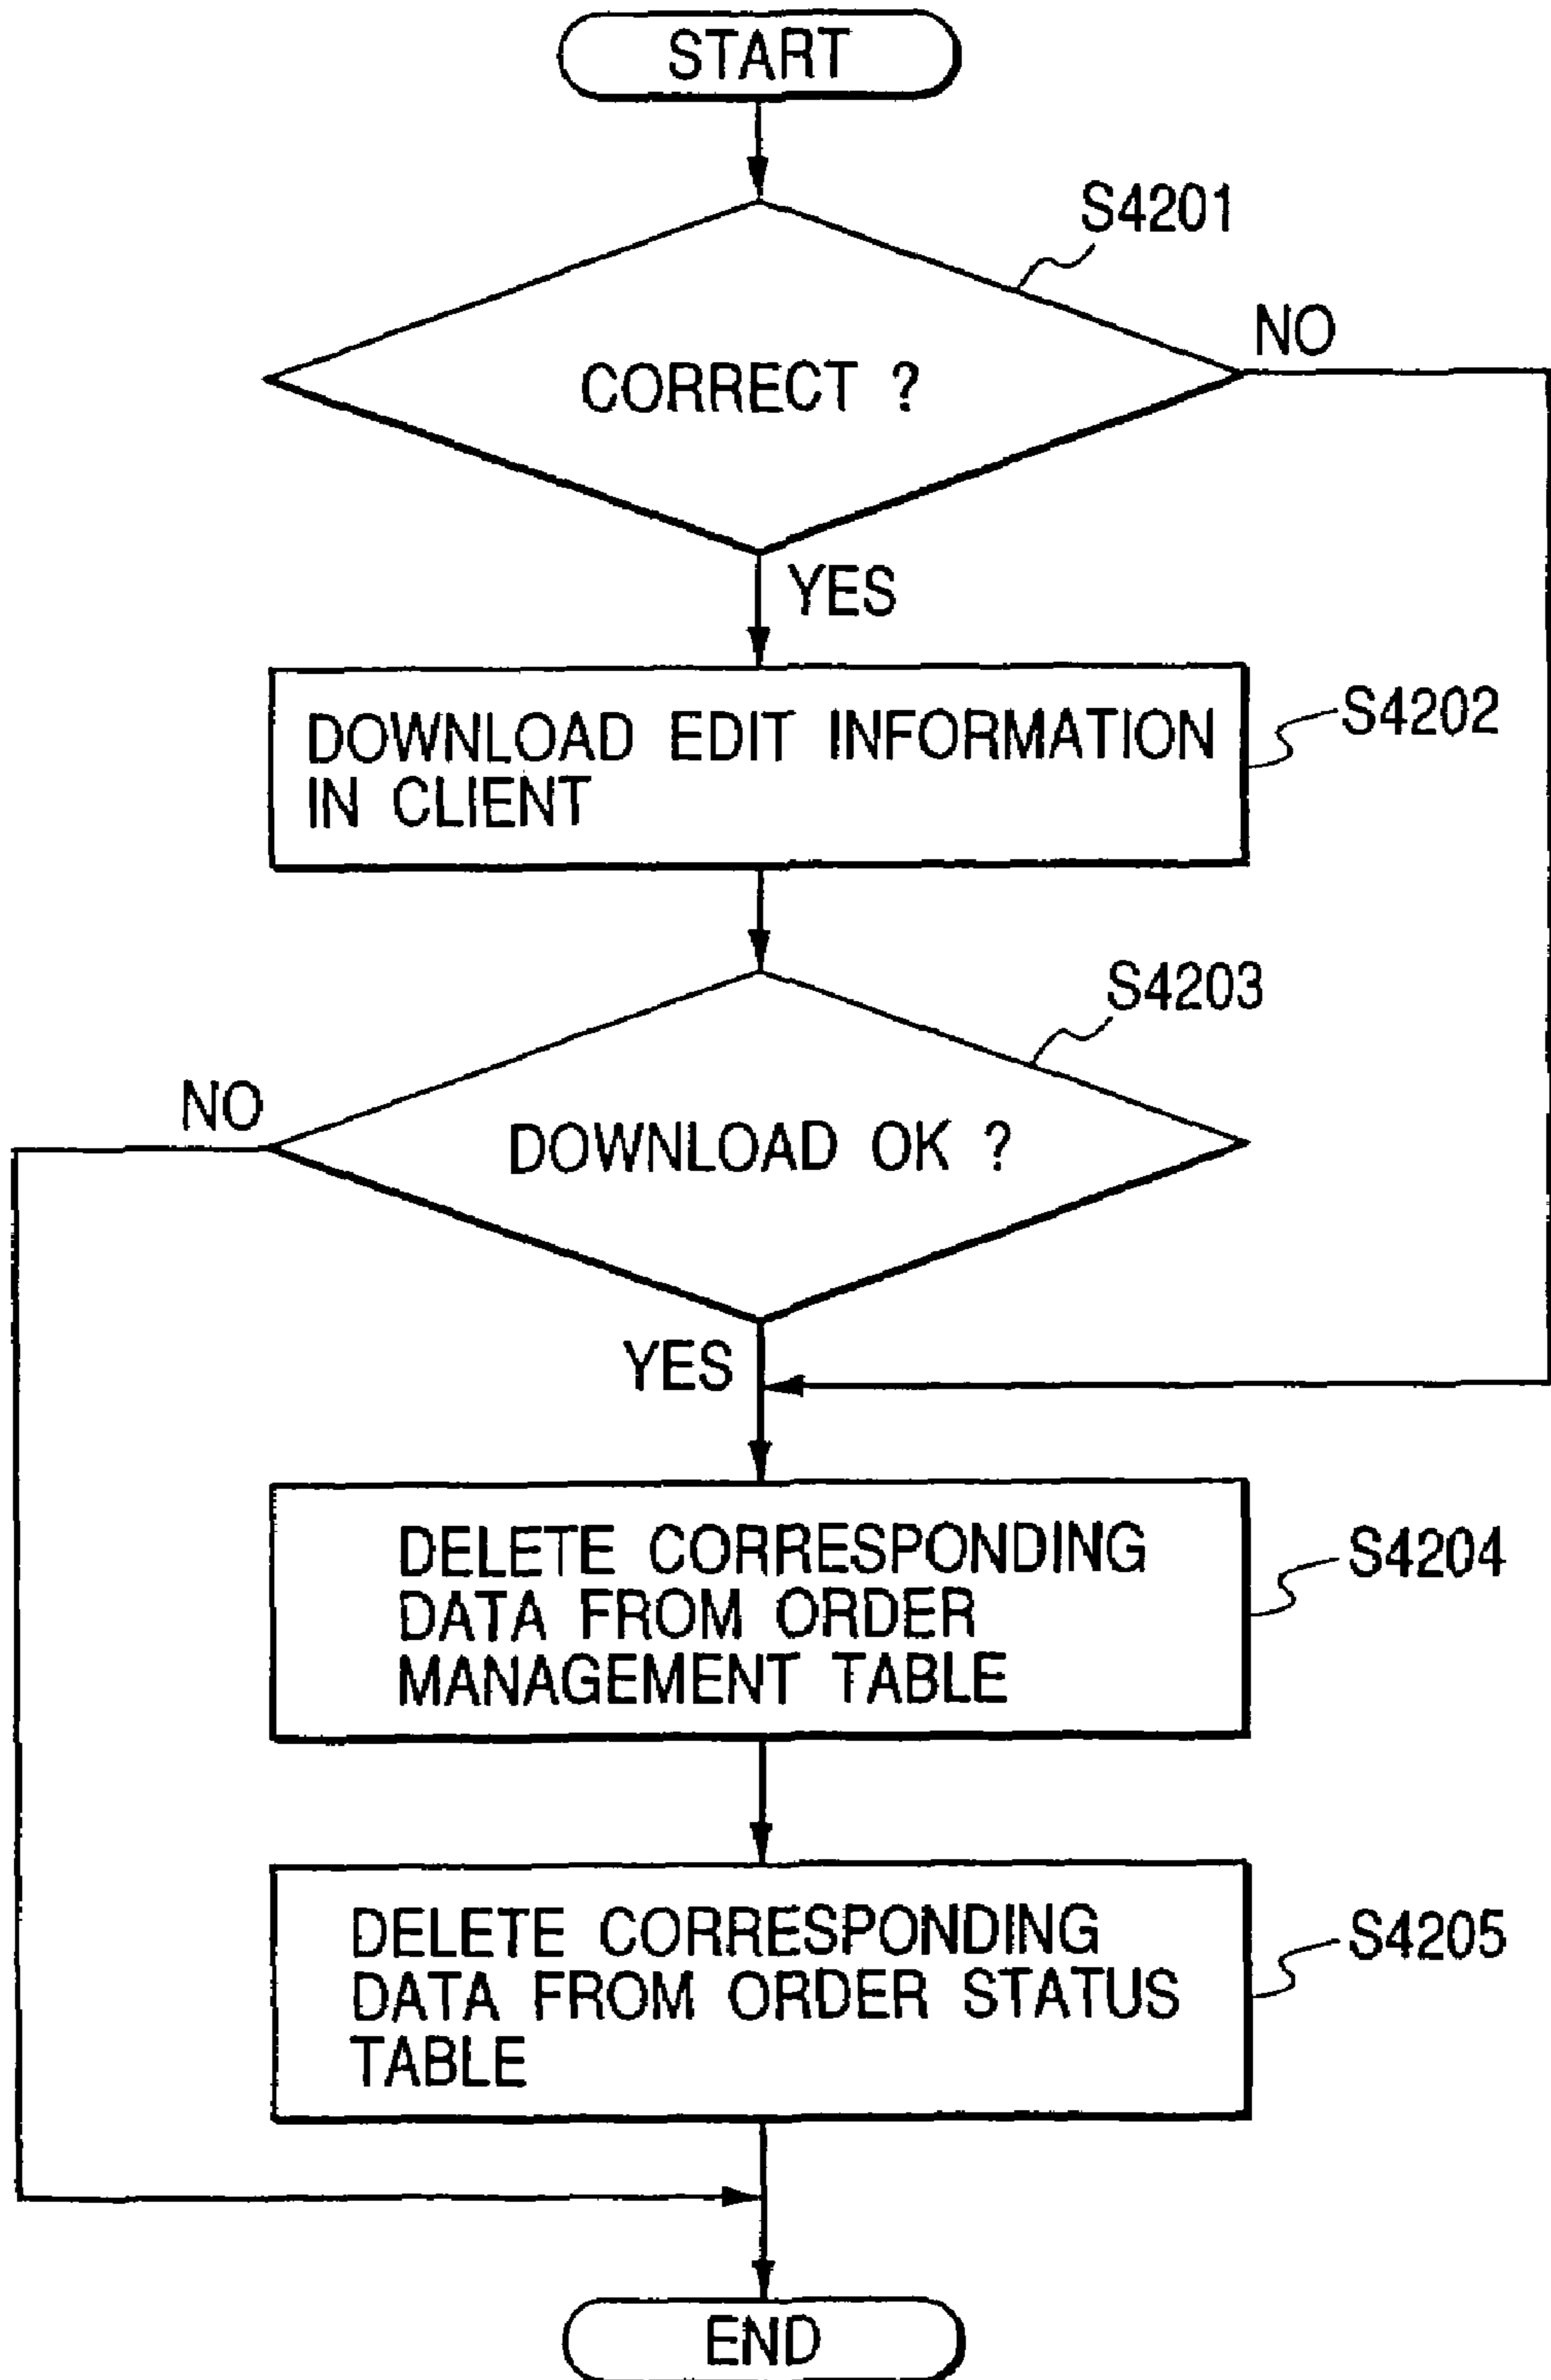 START
S4201
CORRECT ?
NO
YES
DOWNLOAD EDIT INFORMATION
IN CLIENT
S4202
S4203
NO
DOWNLOAD OK ?
YES
DELETE CORRESPONDING
DATA FROM ORDER
MANAGEMENT TABLE
S4204
DELETE CORRESPONDING
DATA FROM ORDER STATUS
TABLE
S4205
END